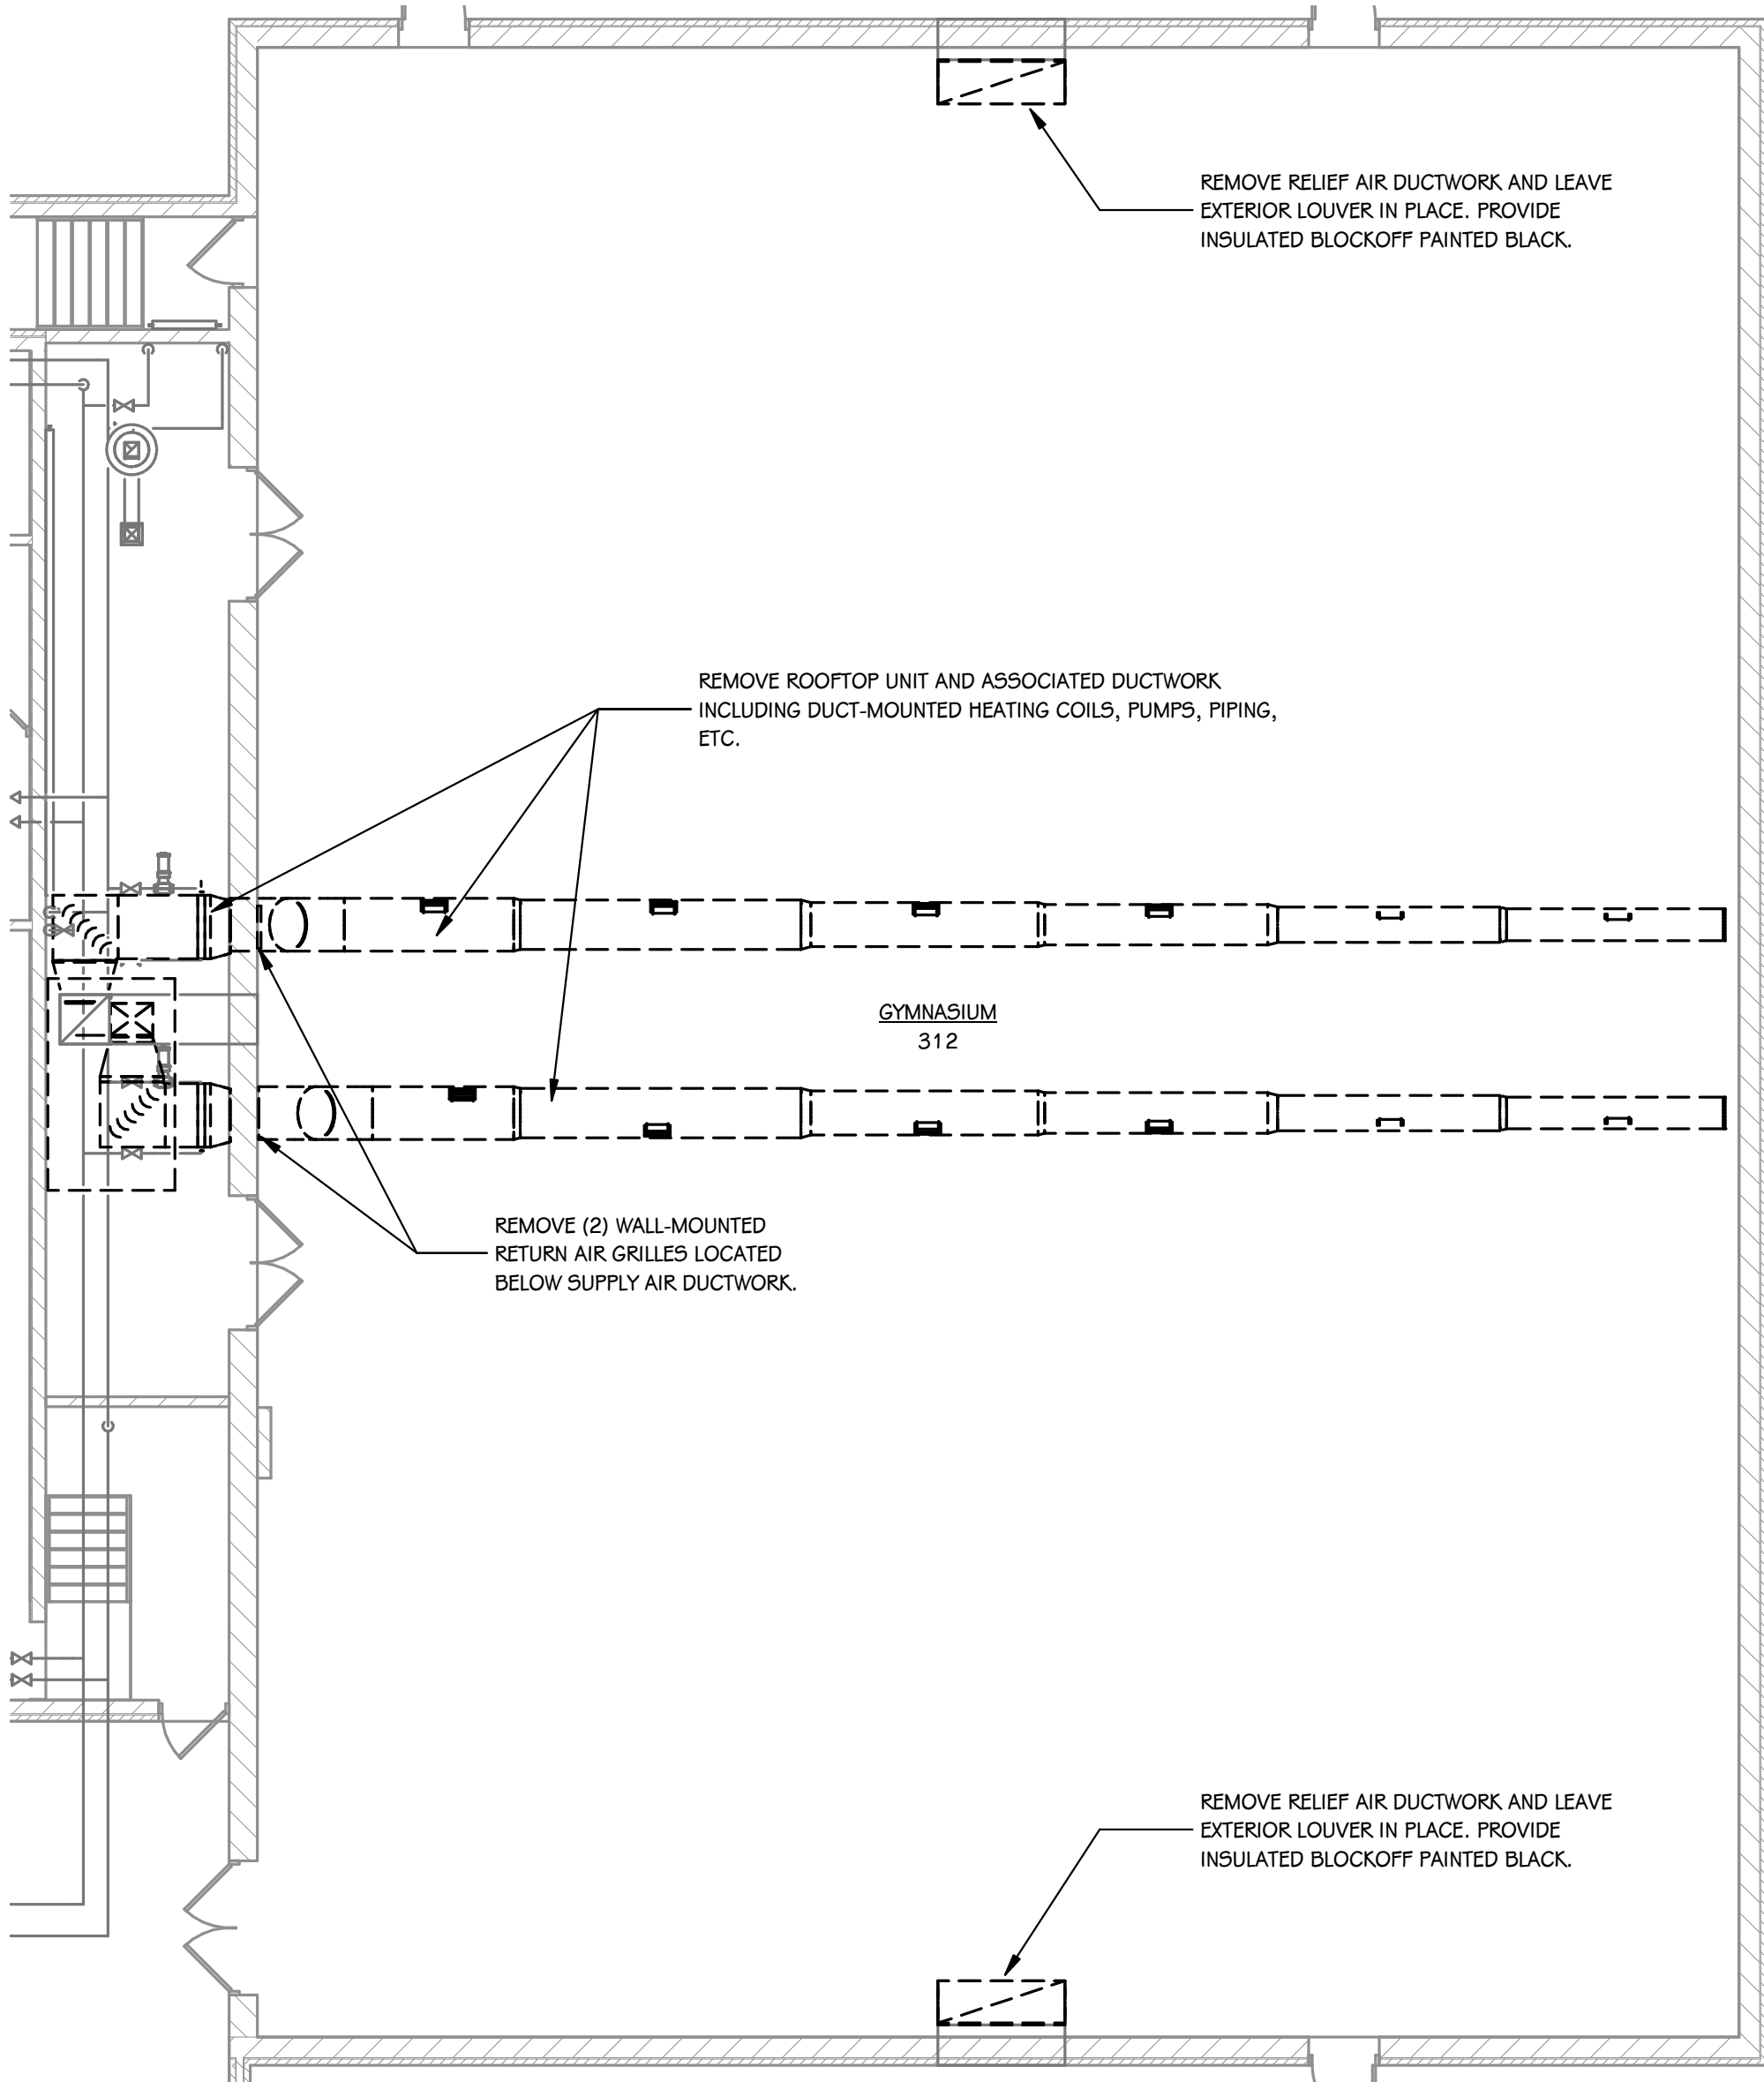 REMOVE RELIEF AIR DUCTWORK AND LEAVE
EXTERIOR LOUVER IN PLACE. PROVIDE
INSULATED BLOCKOFF PAINTED BLACK.
REMOVE ROOFTOP UNIT AND ASSOCIATED DUCTWORK
INCLUDING DUCT-MOUNTED HEATING COILS, PUMPS, PIPING,
ETC.
GYMNASIUM
312
REMOVE (2) WALL-MOUNTED
RETURN AIR GRILLES LOCATED
BELOW SUPPLY AIR DUCTWORK.
REMOVE RELIEF AIR DUCTWORK AND LEAVE
EXTERIOR LOUVER IN PLACE. PROVIDE
INSULATED BLOCKOFF PAINTED BLACK.